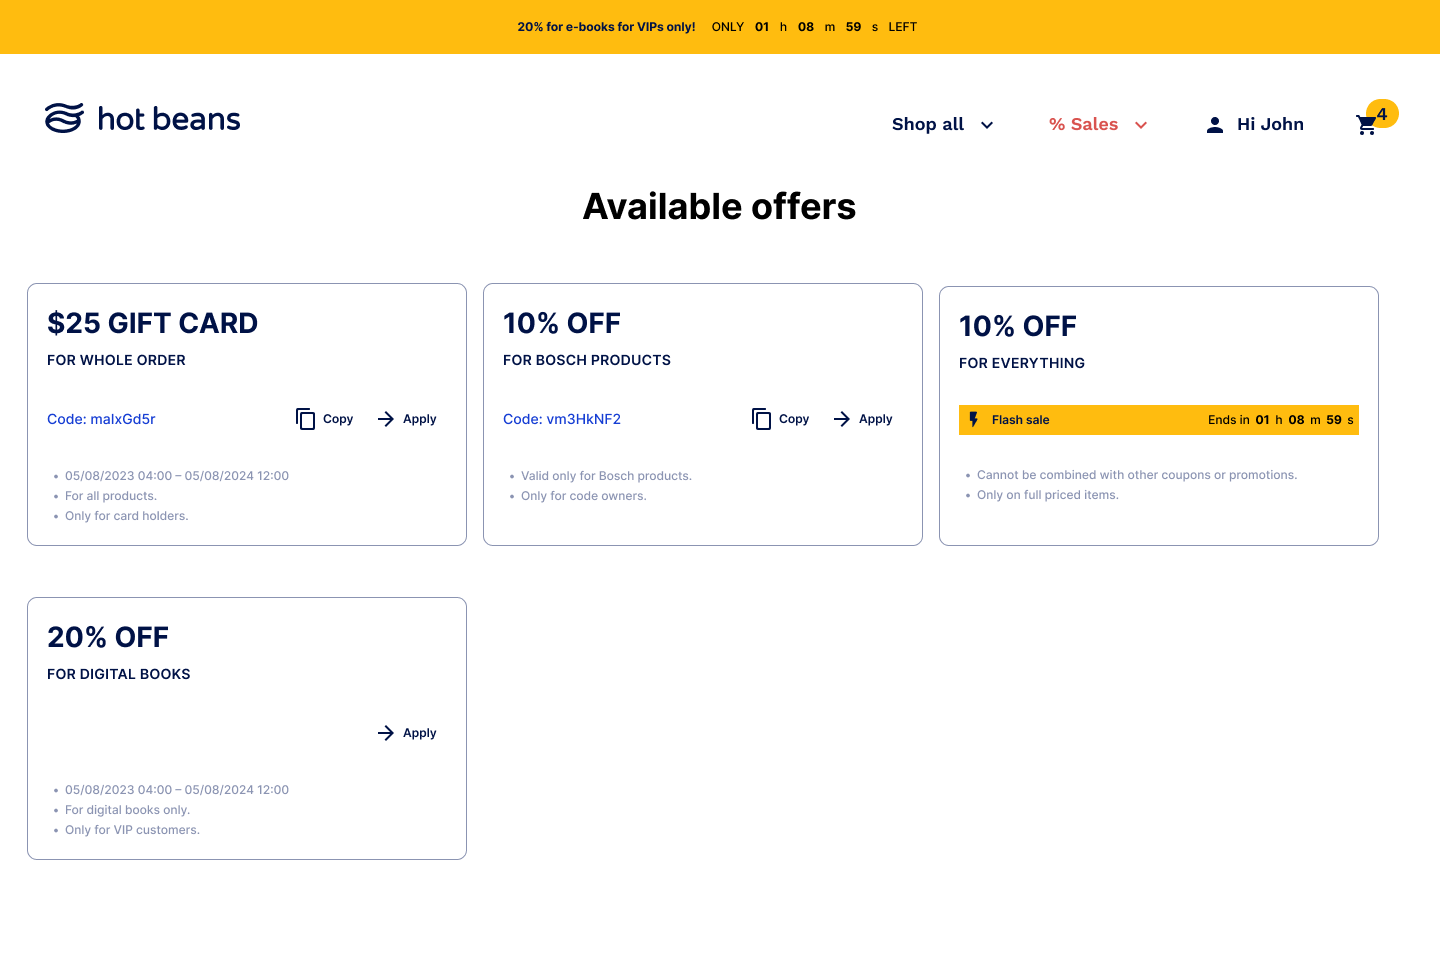 20% for e-books for VIPs only! ONLY 01 h 08 m 59 s LEFT
hot beans
Shop all
% Sales
Hi John
4
Available offers
$25 GIFT CARD
FOR WHOLE ORDER
Code: maIxGd5r
Copy
Apply
05/08/2023 04:00 – 05/08/2024 12:00
For all products.
Only for card holders.
10% OFF
FOR BOSCH PRODUCTS
Code: vm3HkNF2
Copy
Apply
Valid only for Bosch products.
Only for code owners.
10% OFF
FOR EVERYTHING
Flash sale
Ends in 01 h 08 m 59 s
Cannot be combined with other coupons or promotions.
Only on full priced items.
20% OFF
FOR DIGITAL BOOKS
Apply
05/08/2023 04:00 – 05/08/2024 12:00
For digital books only.
Only for VIP customers.